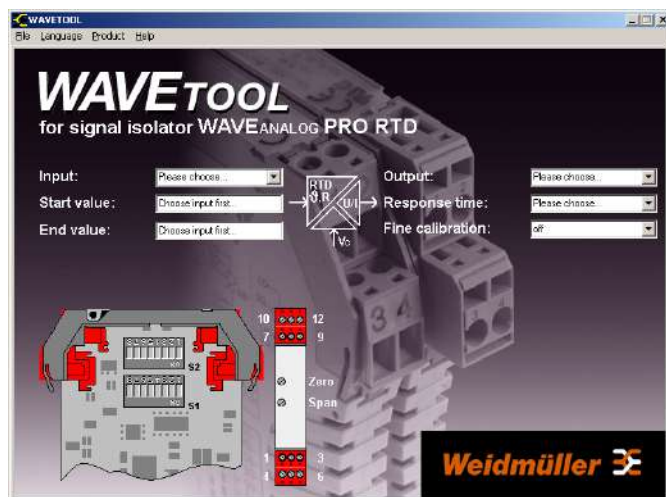 WAVETOOL
File Language Product Help
WAVETOOL
for signal isolator WAVEANALOG PRO RTD
Input: Please choose... Output: Please choose...
Start value: Choose input first... RTD ϑ.R U/I Response time: Please choose...
End value: Choose input first... Fine calibration: off
10 12
7 9
S2
Zero
S1
Span
3 4
1 3
4 6
Weidmüller